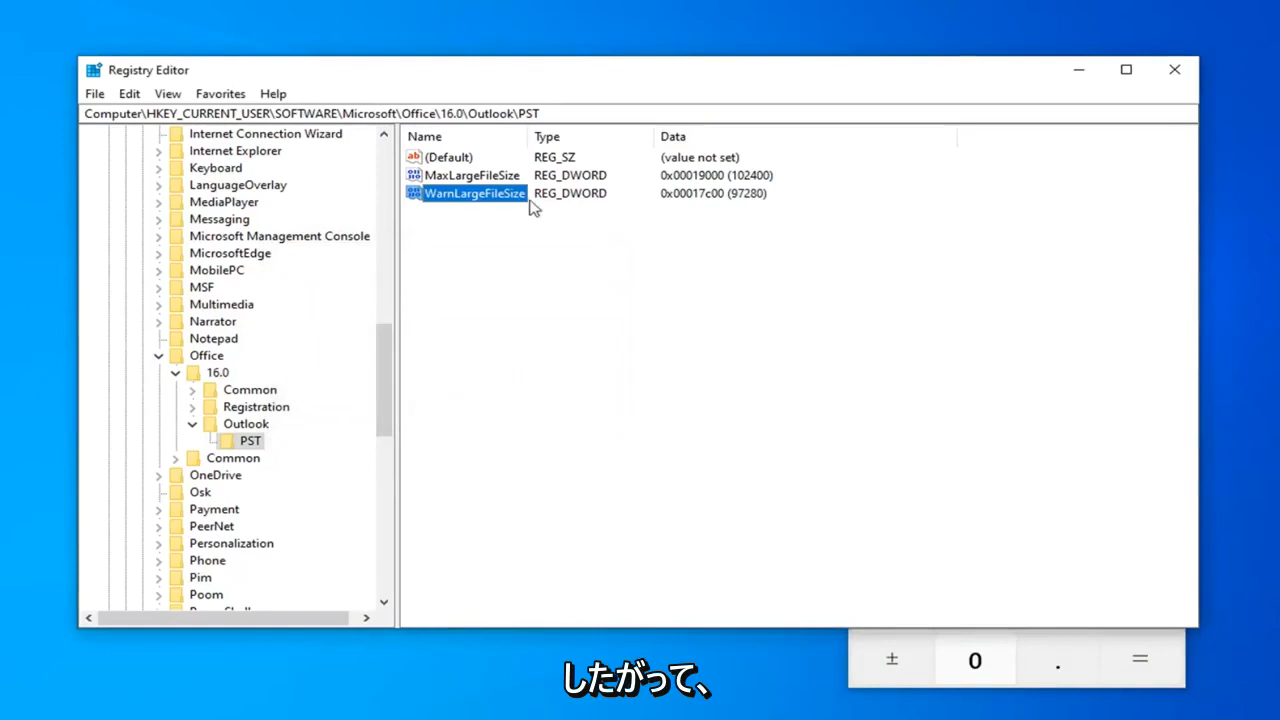 Registry Editor
File Edit View Favorites Help
Computer\HKEY_CURRENT_USER\SOFTWARE\Microsoft\Office\16.0\Outlook\PST
Internet Connection Wizard
Internet Explorer
Keyboard
LanguageOverlay
MediaPlayer
Messaging
Microsoft Management Console
MicrosoftEdge
MobilePC
MSF
Multimedia
Narrator
Notepad
Office
16.0
Common
Registration
Outlook
PST
Common
OneDrive
Osk
Payment
PeerNet
Personalization
Phone
Pim
Poom
Name Type Data
ab (Default) REG_SZ (value not set)
MaxLargeFileSize REG_DWORD 0x00019000 (102400)
WarnLargeFileSize REG_DWORD 0x00017c00 (97280)
± 0 . =
したがって、